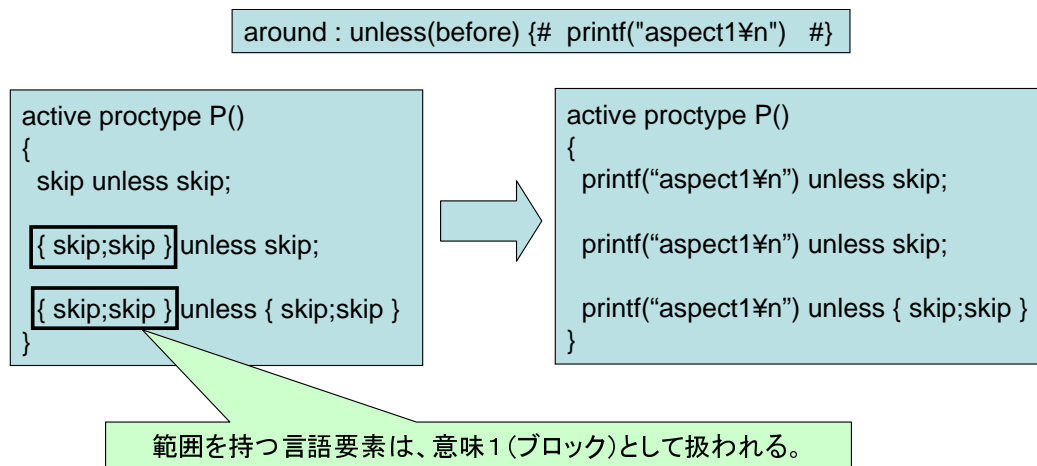 around : unless(before) {#  printf("aspect1¥n")   #}
active proctype P()
{
skip unless skip;
{ skip;skip } unless skip;
{ skip;skip } unless { skip;skip }
}
active proctype P()
{
printf(“aspect1¥n”) unless skip;
printf(“aspect1¥n”) unless skip;
printf(“aspect1¥n”) unless { skip;skip }
}
範囲を持つ言語要素は、意味1(ブロック)として扱われる。